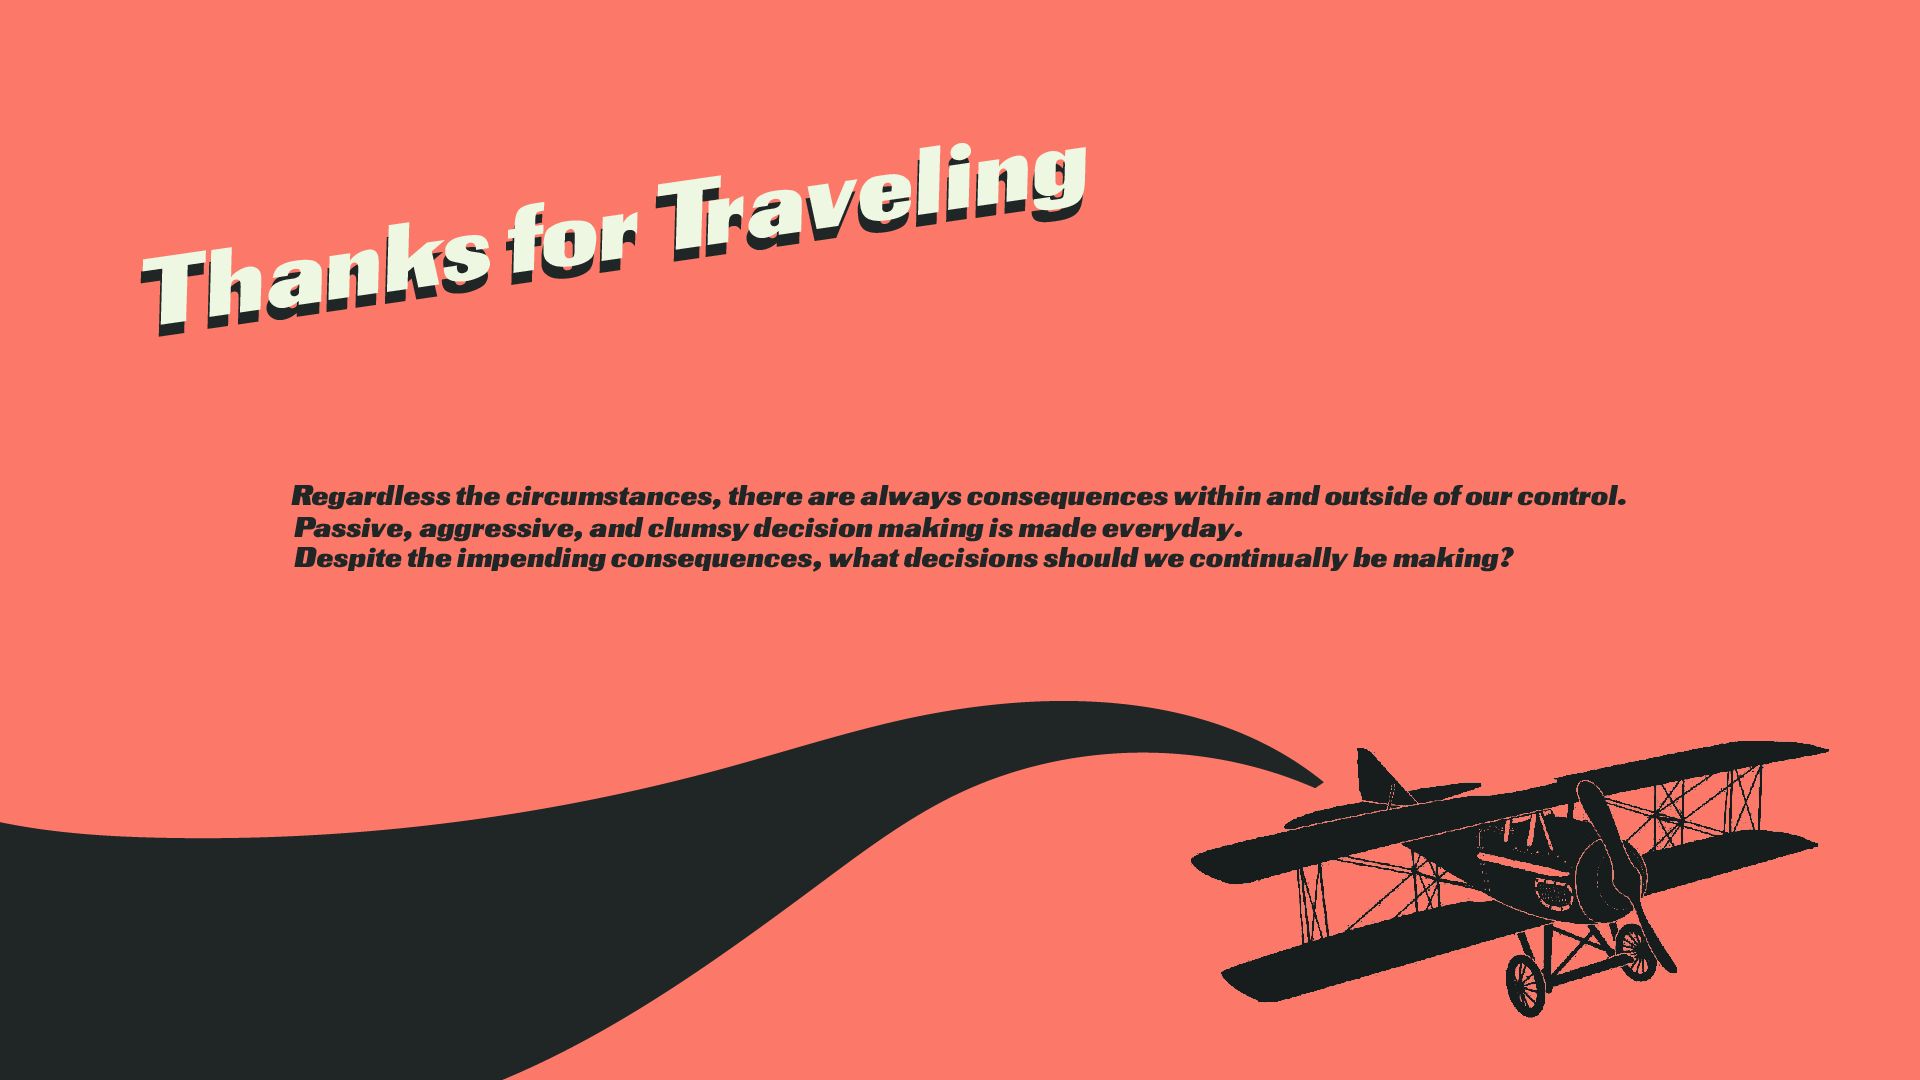 Thanks for Traveling
Regardless the circumstances, there are always consequences within and outside of our control.
Passive, aggressive, and clumsy decision making is made everyday.
Despite the impending consequences, what decisions should we continually be making?